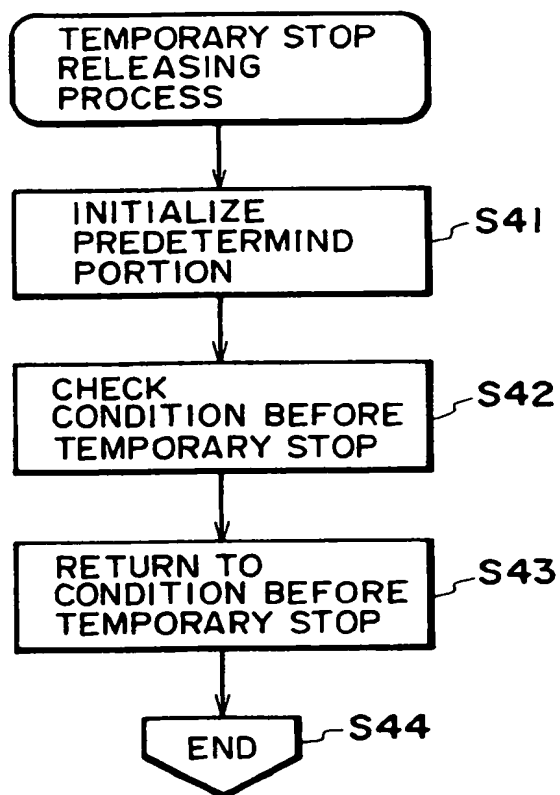 TEMPORARY STOP
RELEASING
PROCESS
INITIALIZE
PREDETERMIND
PORTION
S41
CHECK
CONDITION BEFORE
TEMPORARY STOP
S42
RETURN TO
CONDITION BEFORE
TEMPORARY STOP
S43
END
S44